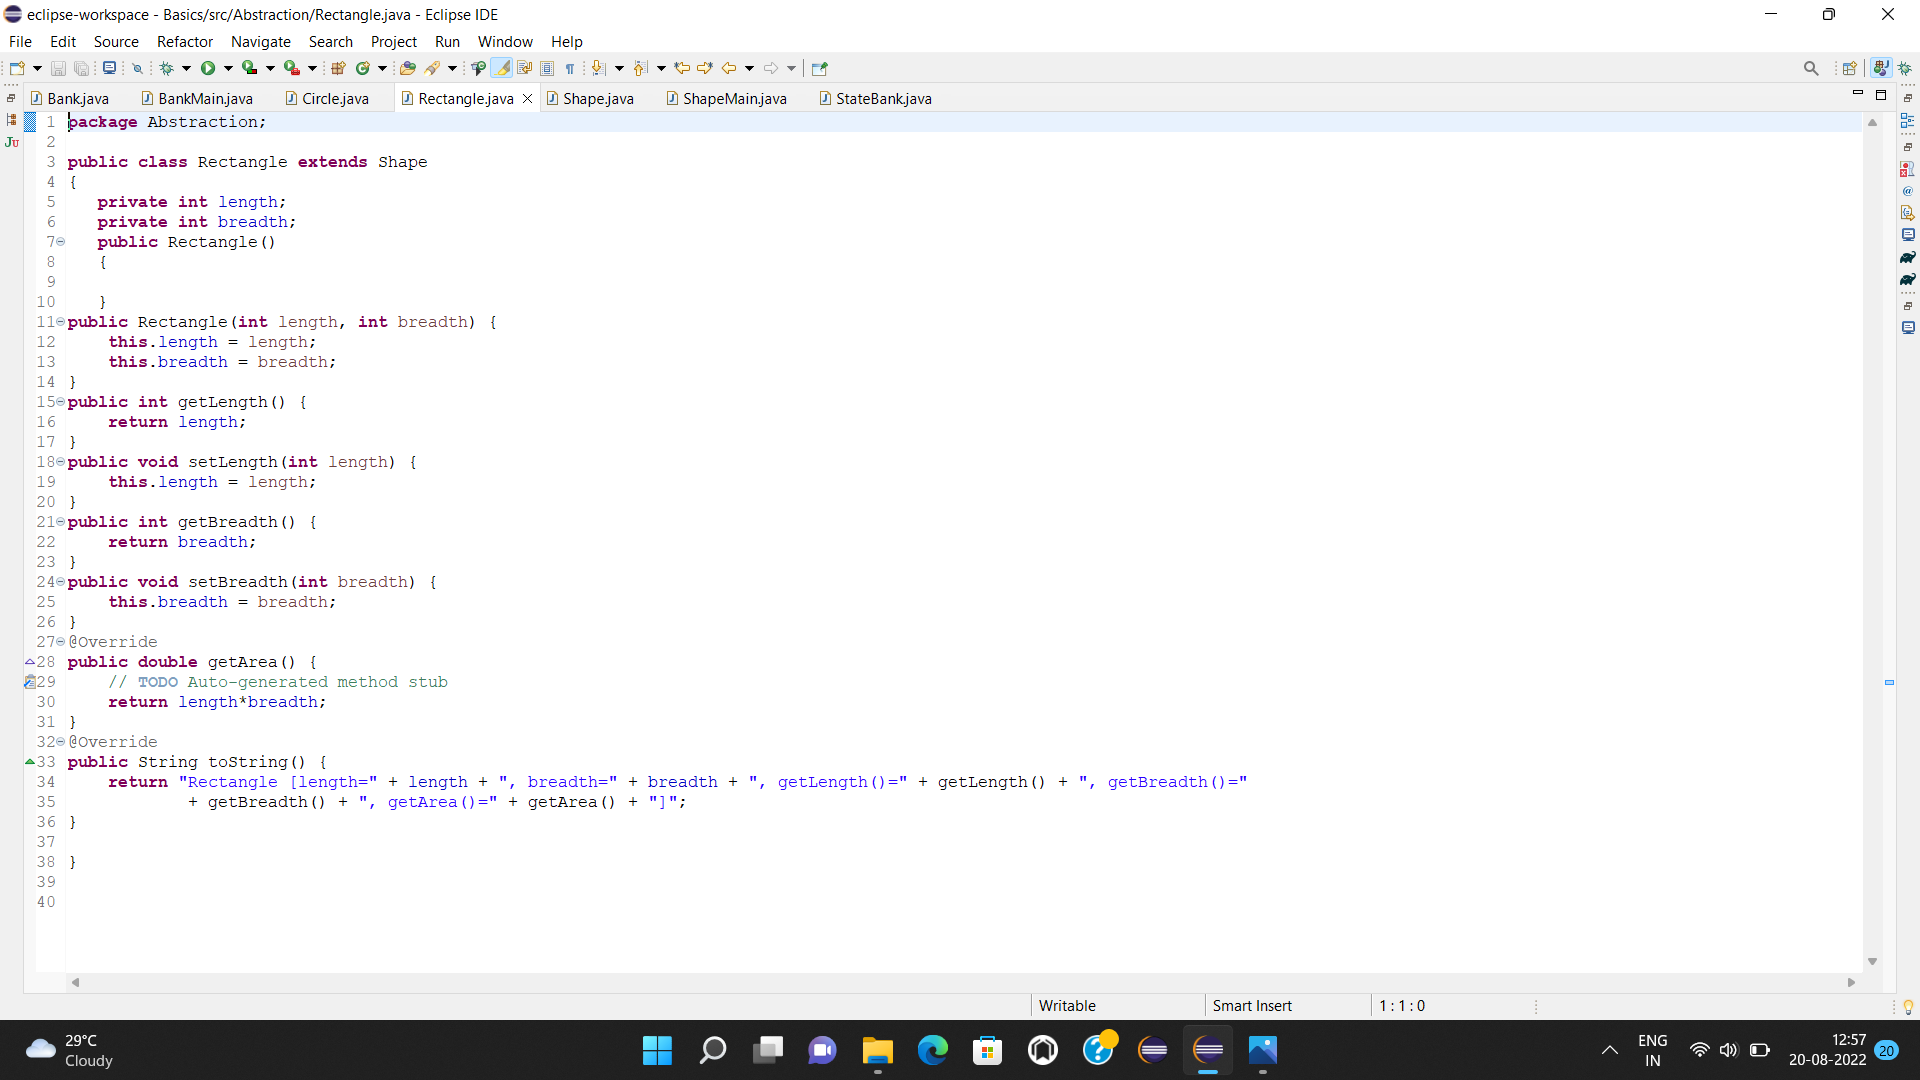 eclipse-workspace - Basics/src/Abstraction/Rectangle.java - Eclipse IDE
File Edit Source Refactor Navigate Search Project Run Window Help
Bank.java BankMain.java Circle.java Rectangle.java Shape.java ShapeMain.java StateBank.java
1 package Abstraction;
2
3 public class Rectangle extends Shape
4 {
5 private int length;
6 private int breadth;
7 public Rectangle()
8 {
9
10 }
11 public Rectangle(int length, int breadth) {
12 this.length = length;
13 this.breadth = breadth;
14 }
15 public int getLength() {
16 return length;
17 }
18 public void setLength(int length) {
19 this.length = length;
20 }
21 public int getBreadth() {
22 return breadth;
23 }
24 public void setBreadth(int breadth) {
25 this.breadth = breadth;
26 }
27 @Override
28 public double getArea() {
29 // TODO Auto-generated method stub
30 return length*breadth;
31 }
32 @Override
33 public String toString() {
34 return "Rectangle [length=" + length + ", breadth=" + breadth + ", getLength()=" + getLength() + ", getBreadth()="
35 + getBreadth() + ", getArea()=" + getArea() + "]";
36 }
37
38 }
39
40
Writable Smart Insert 1 : 1 : 0
29°C
Cloudy
ENG
IN
12:57
20-08-2022
20